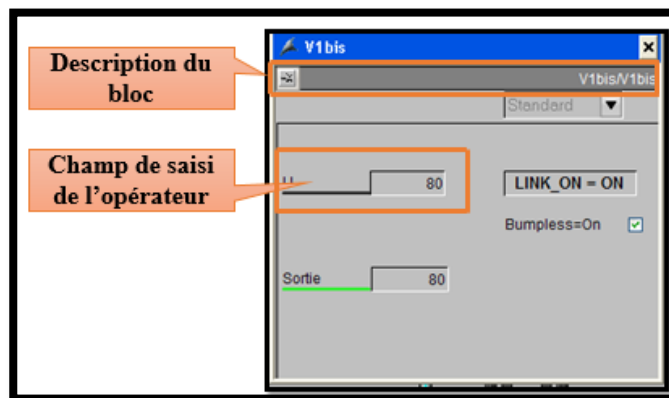 V1bis
Description du
bloc
V1bis/V1bis
Standard
Champ de saisi
de l'opérateur
80
LINK_ON = ON
Bumpless=On
Sortie
80